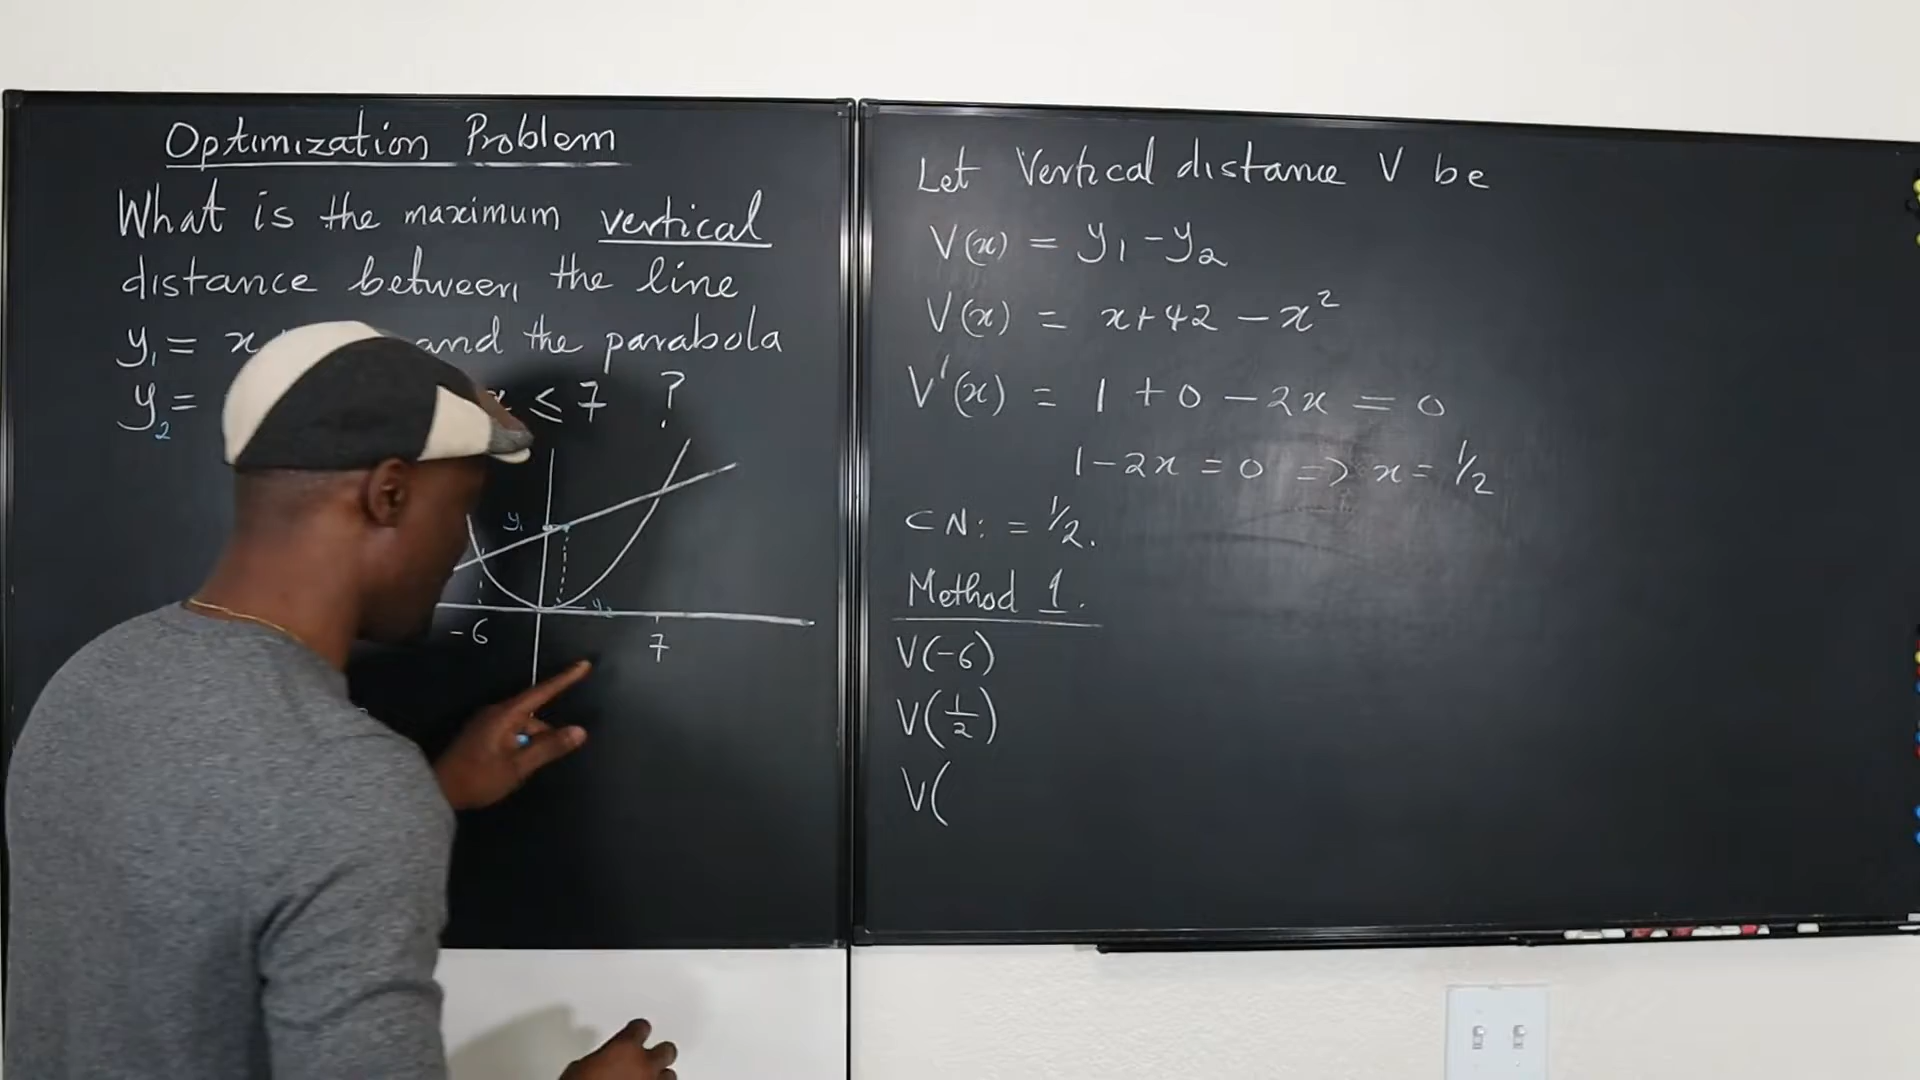 Optimization Problem
What is the maximum vertical
distance between the line
y₁ = x and the parabola
y₂ = ≤ 7 ?
y₁
y₂
-6
7
Let Vertical distance V be
V(x) = y₁ - y₂
V(x) = x+42 - x²
V'(x) = 1 + 0 - 2x = 0
1-2x = 0 => x = 1/2
CN: = 1/2.
Method 1.
V(-6)
V(1/2)
V(